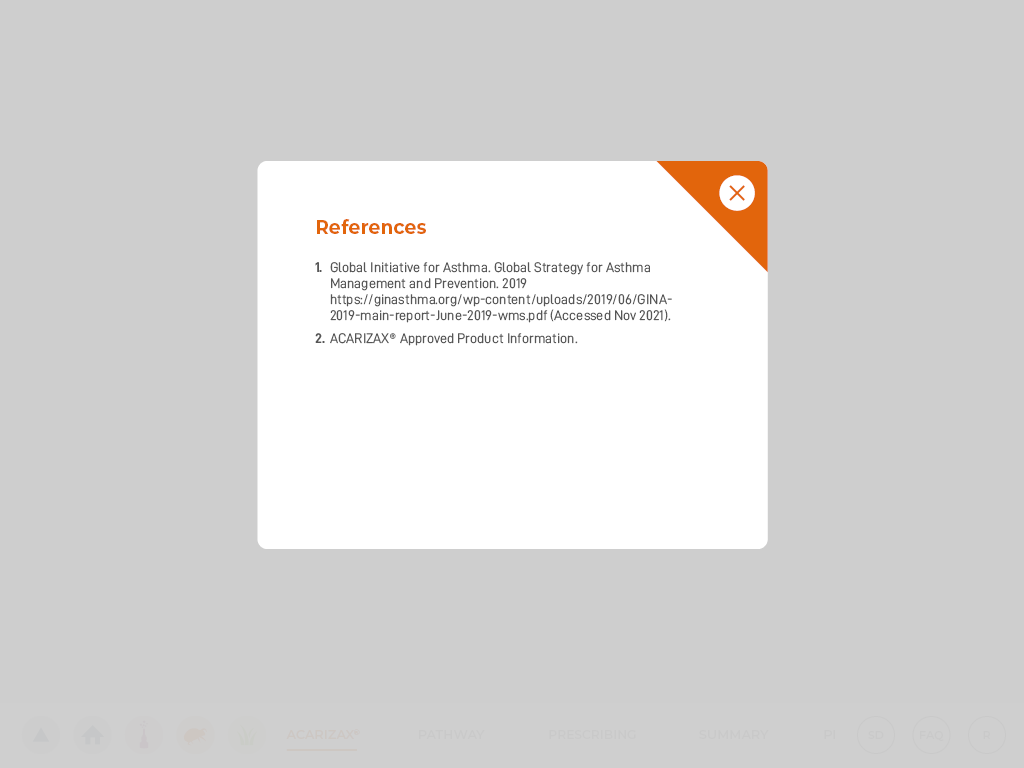 References
1. Global Initiative for Asthma. Global Strategy for Asthma
Management and Prevention. 2019
https://ginasthma.org/wp-content/uploads/2019/06/GINA-
2019-main-report-June-2019-wms.pdf (Accessed Nov 2021).
2. ACARIZAX® Approved Product Information.
ACARIZAX® PATHWAY PRESCRIBING SUMMARY PI SD FAQ R